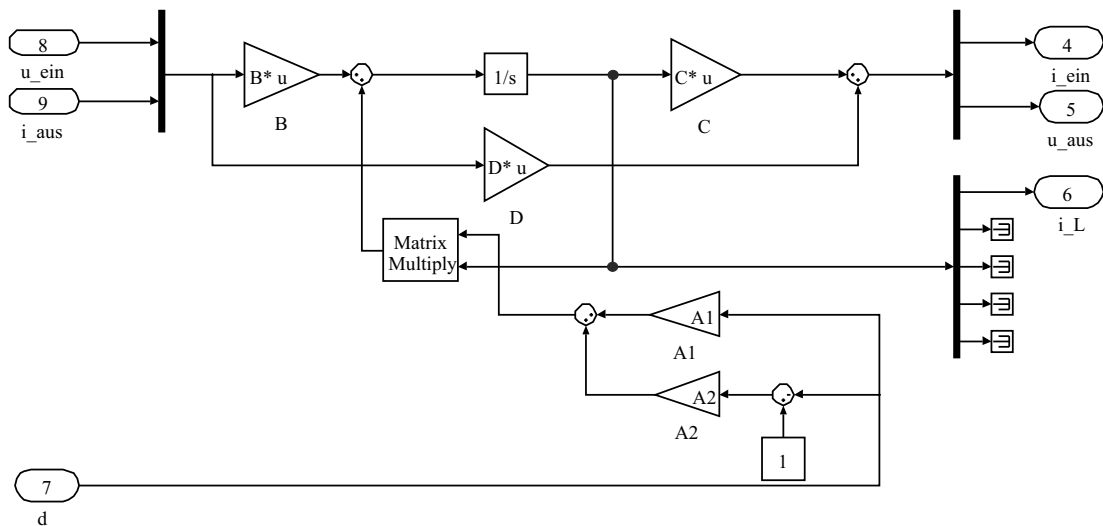 8
u_ein
9
i_aus
B* u
B
1/s
C* u
C
4
i_ein
5
u_aus
D* u
D
6
i_L
Matrix
Multiply
A1
A1
A2
A2
1
7
d